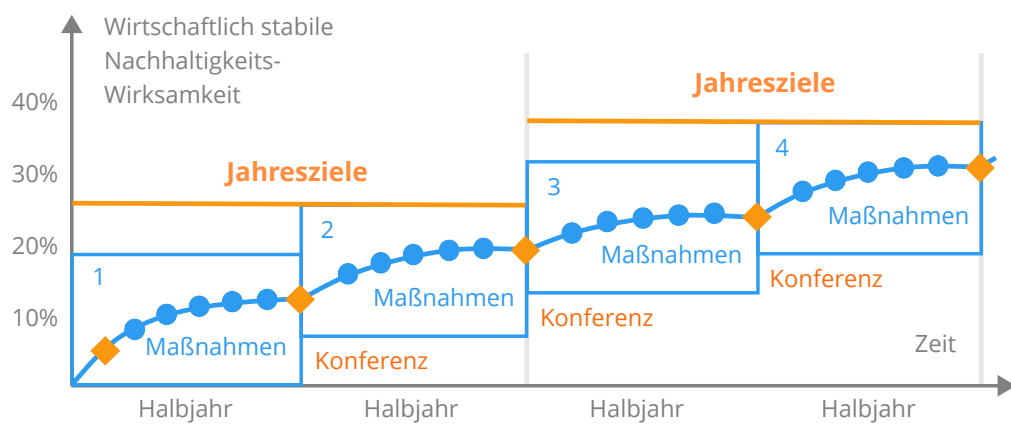 Wirtschaftlich stabile
Nachhaltigkeits-
Wirksamkeit
40%
30%
20%
10%
Jahresziele
Jahresziele
1
2
3
4
Maßnahmen
Maßnahmen
Maßnahmen
Maßnahmen
Konferenz
Konferenz
Konferenz
Zeit
Halbjahr
Halbjahr
Halbjahr
Halbjahr